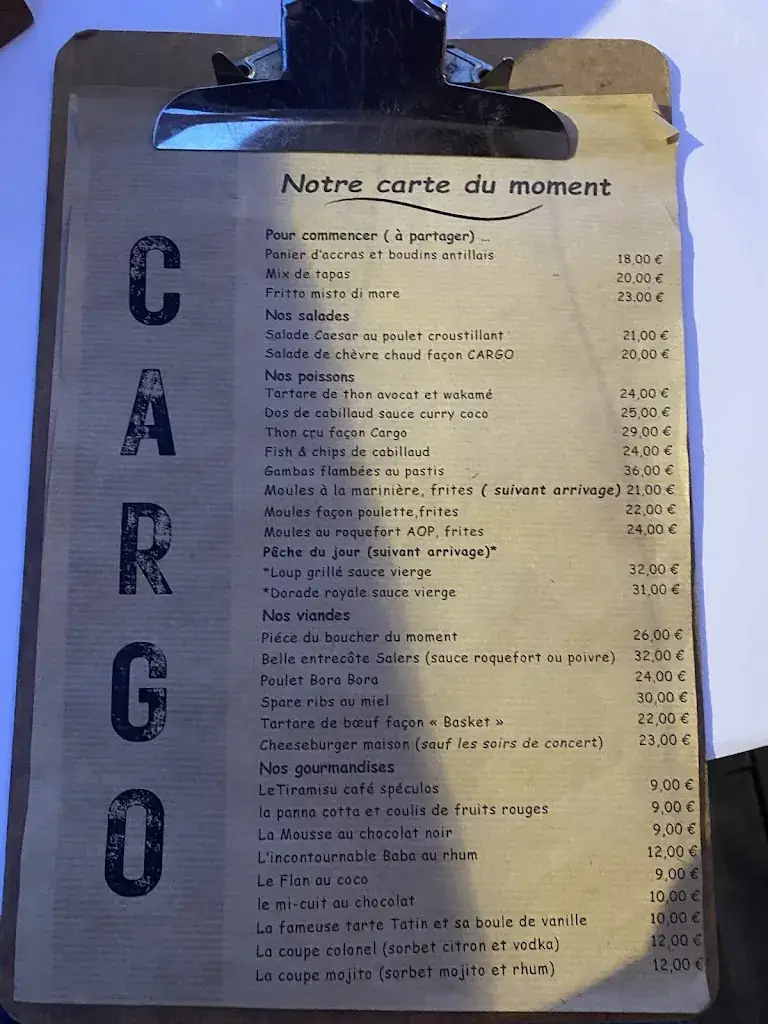 CARGO
Notre carte du moment
Pour commencer ( à partager) ...
Panier d'accras et boudins antillais 18,00 €
Mix de tapas 20,00 €
Fritto misto di mare 23.00 €
Nos salades
Salade Caesar au poulet croustillant 21,00 €
Salade de chèvre chaud façon CARGO 20,00 €
Nos poissons
Tartare de thon avocat et wakamé 24,00 €
Dos de cabillaud sauce curry coco 25,00 €
Thon cru façon Cargo 29,00 €
Fish & chips de cabillaud 24,00 €
Gambas flambées au pastis 36,00 €
Moules à la marinière, frites ( suivant arrivage) 21,00 €
Moules façon poulette,frites 22,00 €
Moules au roquefort AOP, frites 24,00 €
Pêche du jour (suivant arrivage)*
*Loup grillé sauce vierge 32,00 €
*Dorade royale sauce vierge 31,00 €
Nos viandes
Piéce du boucher du moment 26,00 €
Belle entrecôte Salers (sauce roquefort ou poivre) 32,00 €
Poulet Bora Bora 24,00 €
Spare ribs au miel 30,00 €
Tartare de bœuf façon « Basket » 22,00 €
Cheeseburger maison (sauf les soirs de concert) 23,00 €
Nos gourmandises
LeTiramisu café spéculos 9,00 €
la panna cotta et coulis de fruits rouges 9,00 €
La Mousse au chocolat noir 9,00 €
L'incontournable Baba au rhum 12,00 €
Le Flan au coco 9,00 €
le mi-cuit au chocolat 10,00 €
La fameuse tarte Tatin et sa boule de vanille 10,00 €
La coupe colonel (sorbet citron et vodka) 12,00 €
La coupe mojito (sorbet mojito et rhum) 12,00 €